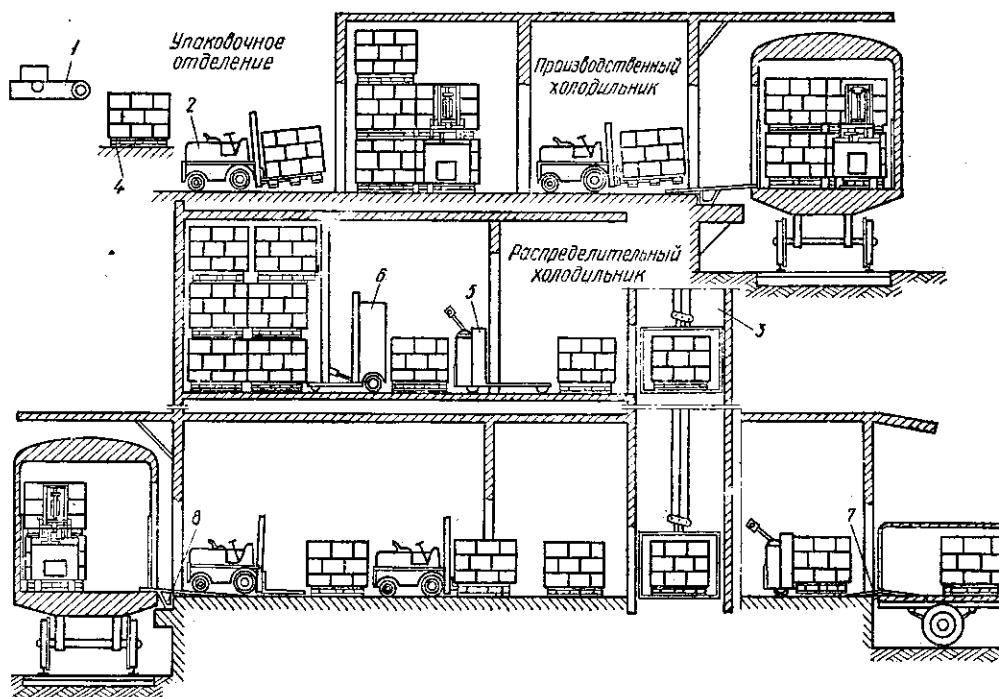 1
Упаковочное
отделение
Производственный
холодильник
2
4
Распределительный
холодильник
6
5
3
8
7